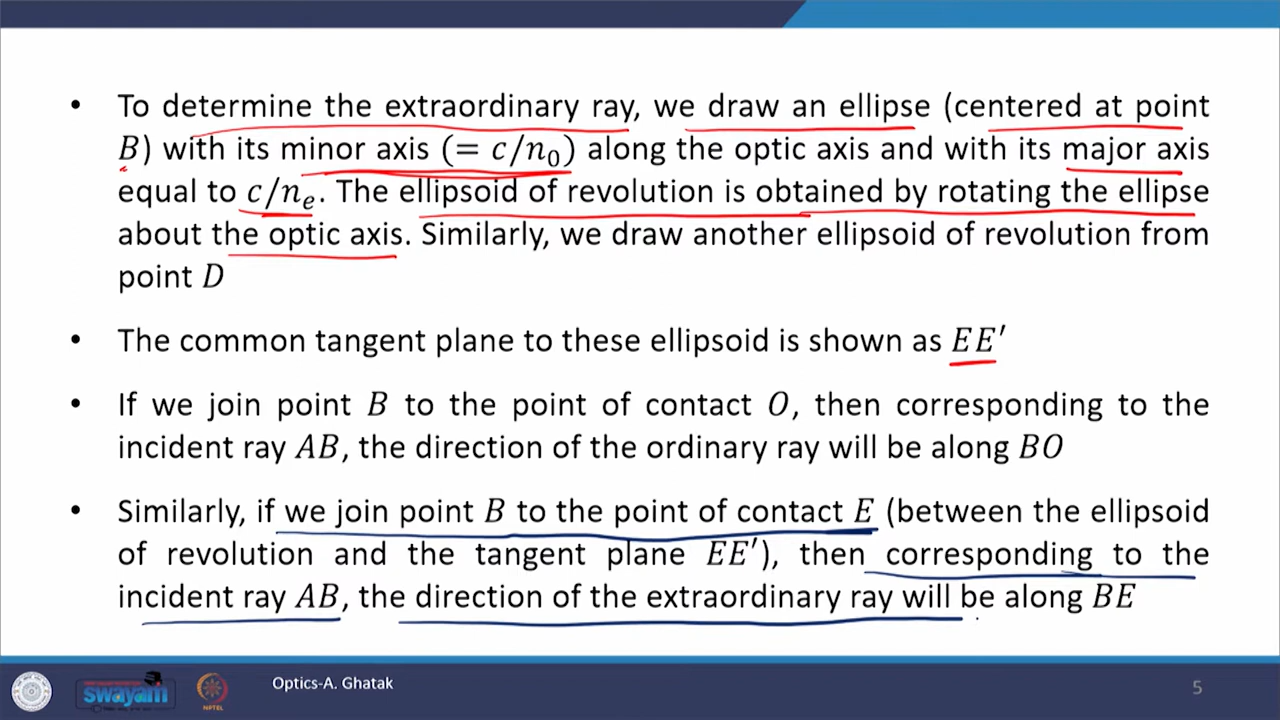 • To determine the extraordinary ray, we draw an ellipse (centered at point
B) with its minor axis (= c/n₀) along the optic axis and with its major axis
equal to c/nₑ. The ellipsoid of revolution is obtained by rotating the ellipse
about the optic axis. Similarly, we draw another ellipsoid of revolution from
point D
• The common tangent plane to these ellipsoid is shown as EE′
• If we join point B to the point of contact O, then corresponding to the
incident ray AB, the direction of the ordinary ray will be along BO
• Similarly, if we join point B to the point of contact E (between the ellipsoid
of revolution and the tangent plane EE′), then corresponding to the
incident ray AB, the direction of the extraordinary ray will be along BE
swayam
NPTEL
Optics-A. Ghatak
5